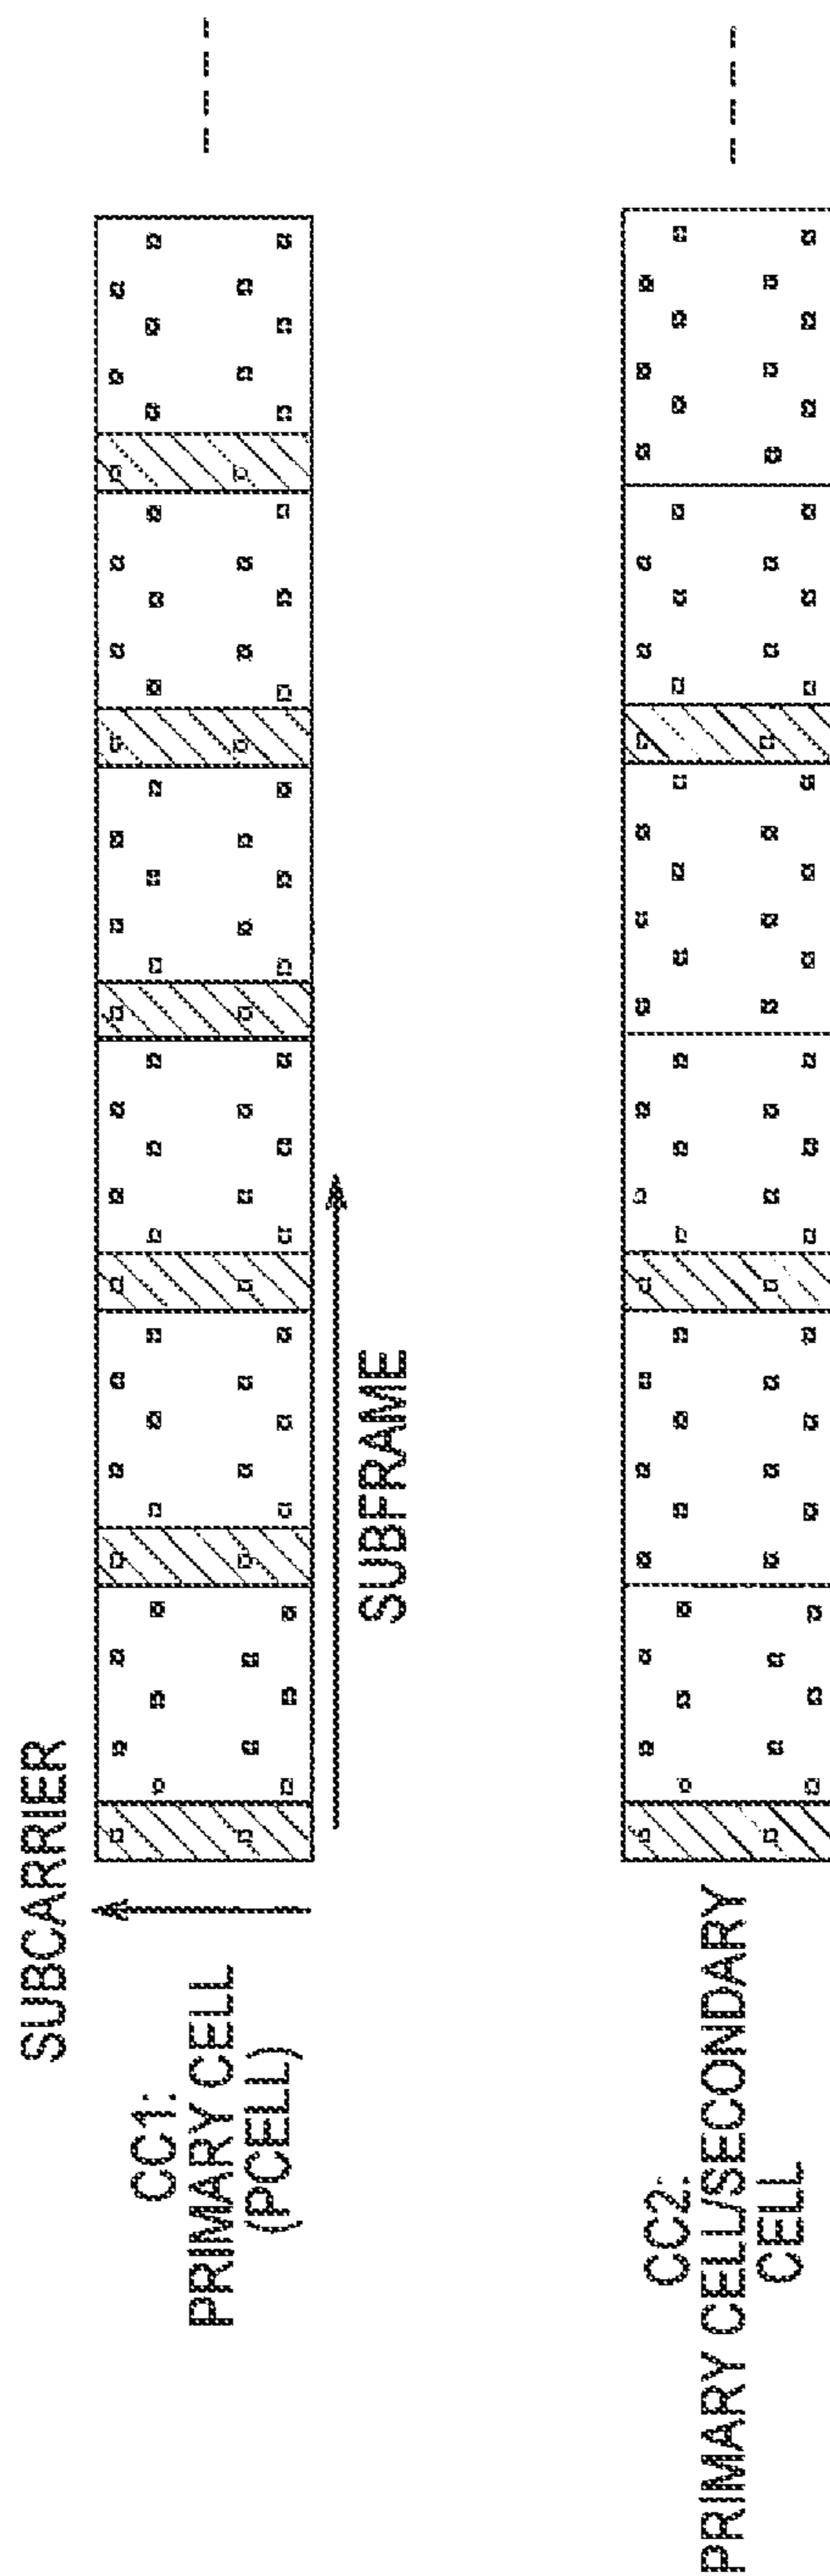 SUBCARRIER
CC1:
PRIMARY CELL
(PCELL)
SUBFRAME
CC2:
PRIMARY CELL/SECONDARY
CELL